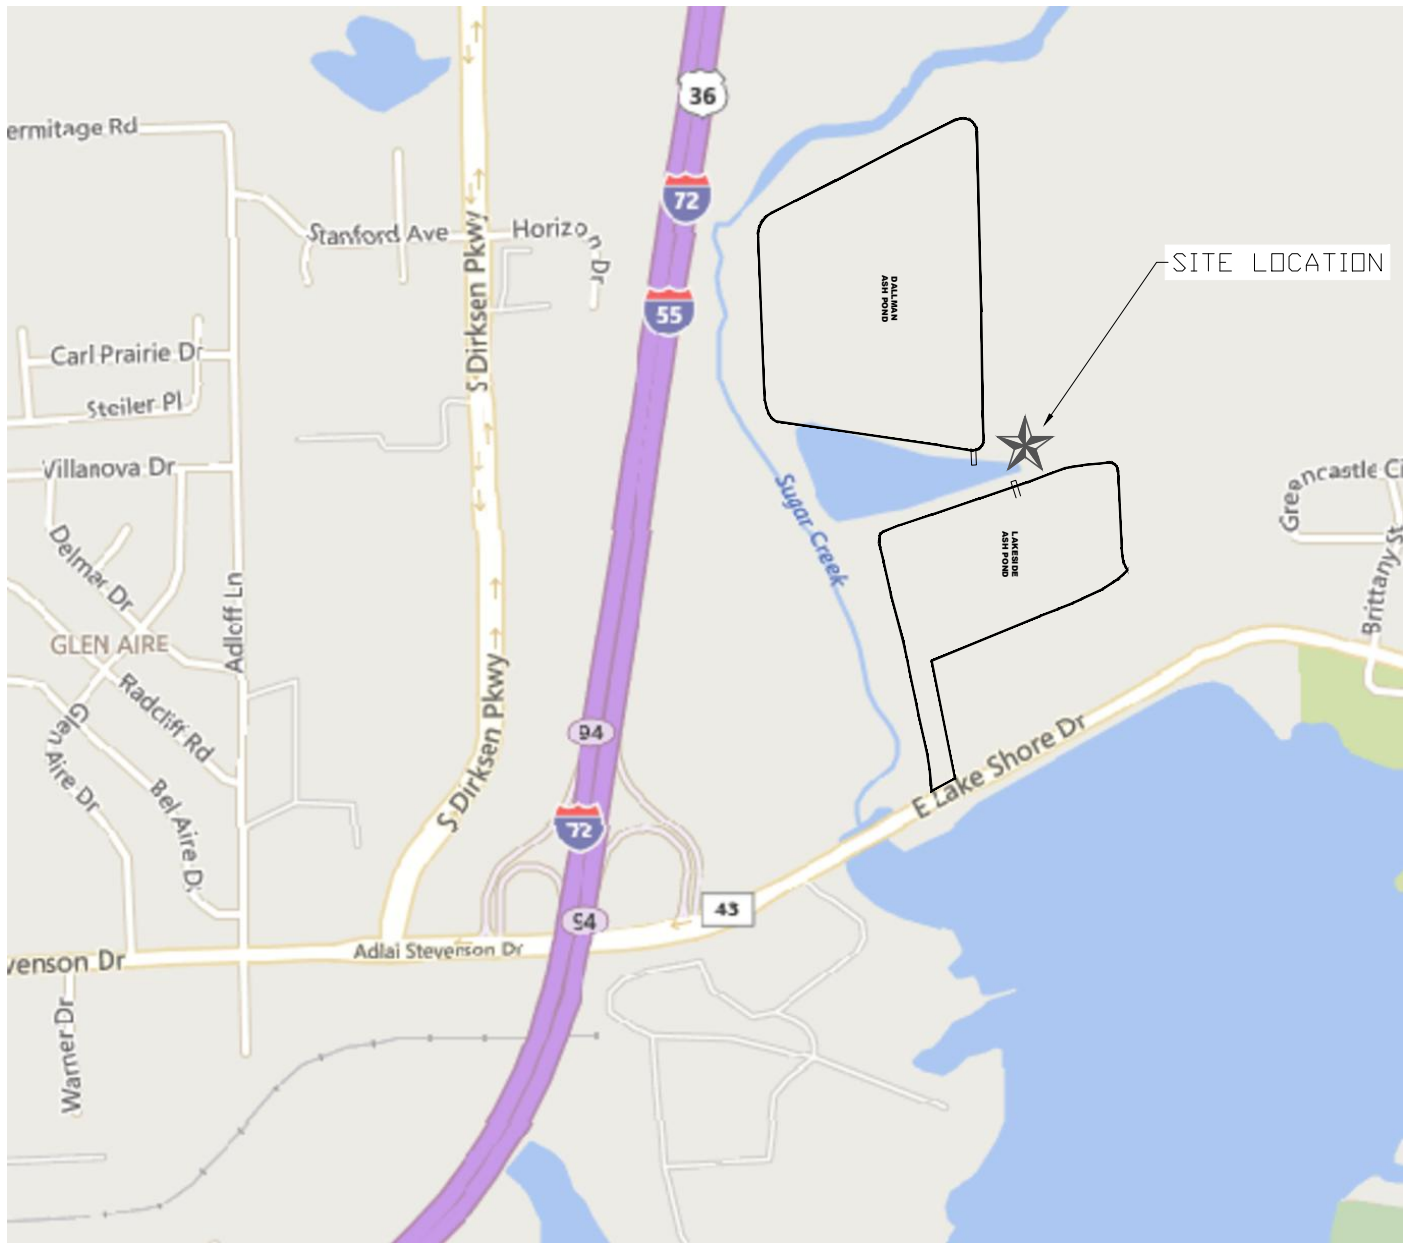 36
ermitage Rd
72
Stanford Ave
Horizon Dr
S Dirksen Pkwy
SITE LOCATION
DALLMAN
ASH POND
55
Carl Prairie Dr
Steiler Pl
Villanova Dr
Greencastle Ci
Sugar Creek
LAKESIDE
ASH POND
Delmar Dr
Adloff Ln
Brittany St
GLEN AIRE
Radcliff Rd
S Dirksen Pkwy
Glen Aire Dr
94
E Lake Shore Dr
Bel Aire D
72
43
94
Adlai Stevenson Dr
venson Dr
Warner Dr